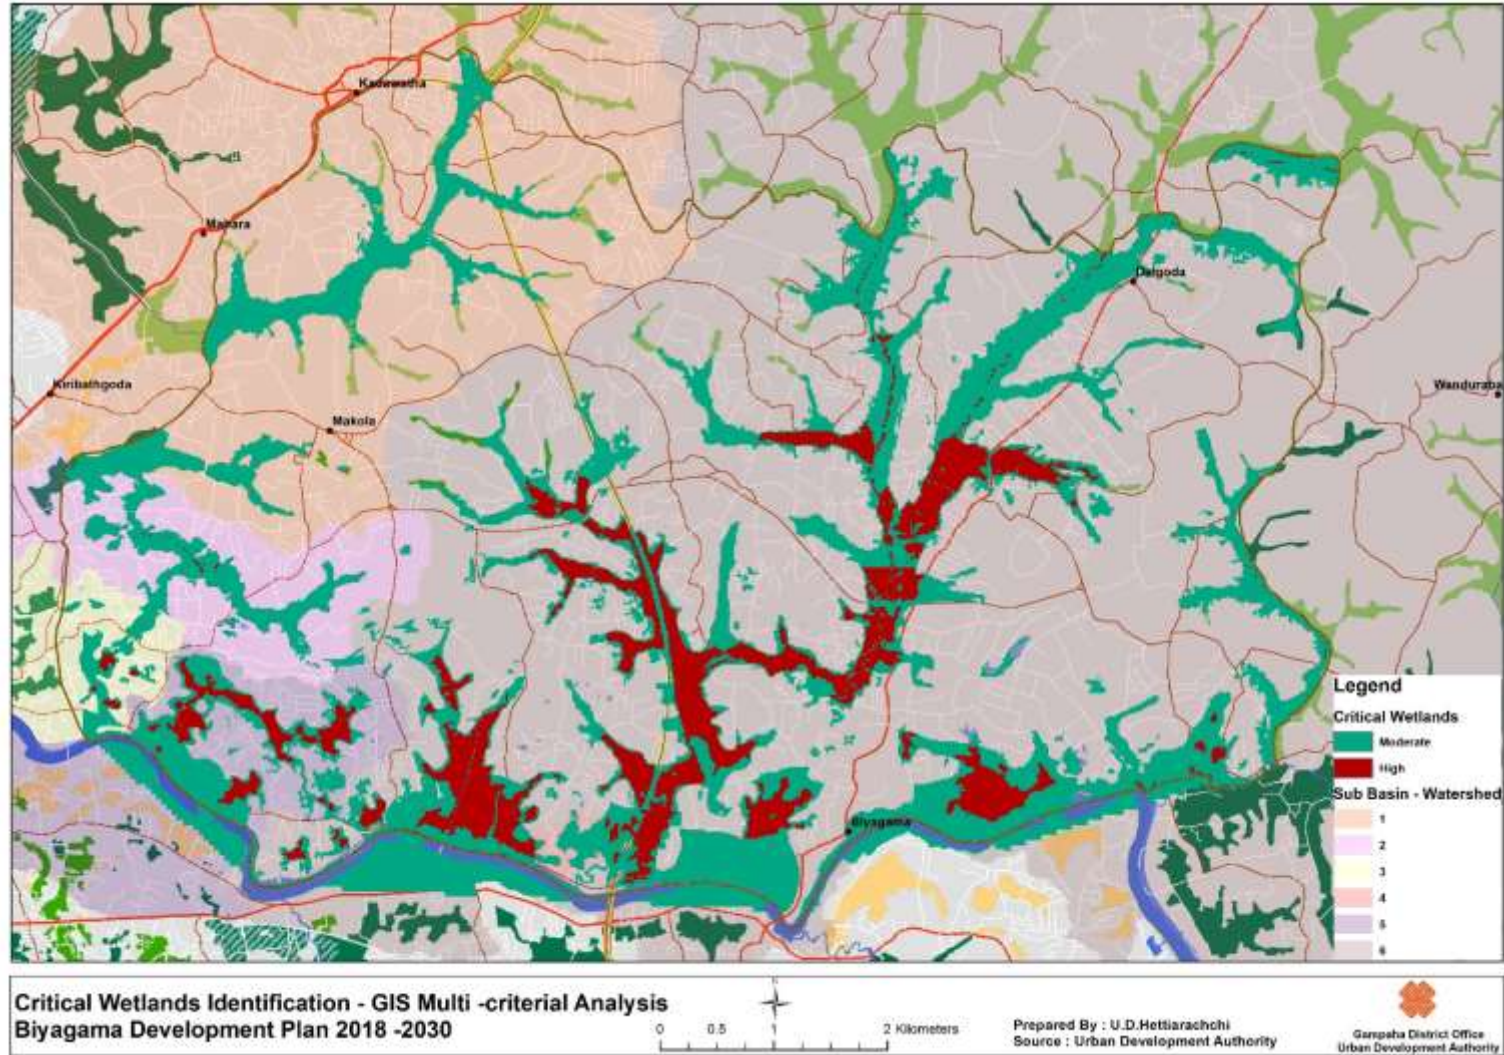 Kadawatha
Mahara
Delgoda
Kiribathgoda
Wanduraba
Makola
Biyagama
Legend
Critical Wetlands
Moderate
High
Sub Basin - Watershed
1
2
3
4
5
6
Critical Wetlands Identification - GIS Multi -criterial Analysis
Biyagama Development Plan 2018 -2030
0 0.5 1 2 Kilometers
Prepared By : U.D.Hettiarachchi
Source : Urban Development Authority
Gampaha District Office
Urban Development Authority